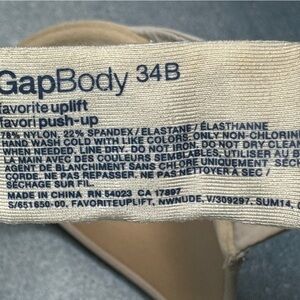 GapBody 34B
favorite uplift
favori push-up
78% NYLON, 22% SPANDEX/ELASTANE/ÉLASTHANNE
HAND WASH COLD WITH LIKE COLORS. ONLY NON-CHLORINE
WHEN NEEDED. LINE DRY. DO NOT IRON. DO NOT DRY CLEAN
A MAIN AVEC DES COULEURS SEMBLABLES. UTILISER AU B
AGENT DE BLANCHIMENT SANS CHLORE UNIQUEMENT. SÉC
CORDE. NE PAS REPASSER. NE PAS NETTOYER A SEC/
SÉCHAGE SUR FIL.
MADE IN CHINA RN 54023 CA 17897
S/651650-00, FAVORITEUPLIFT, NWNUDE, V/309297, SUM14,